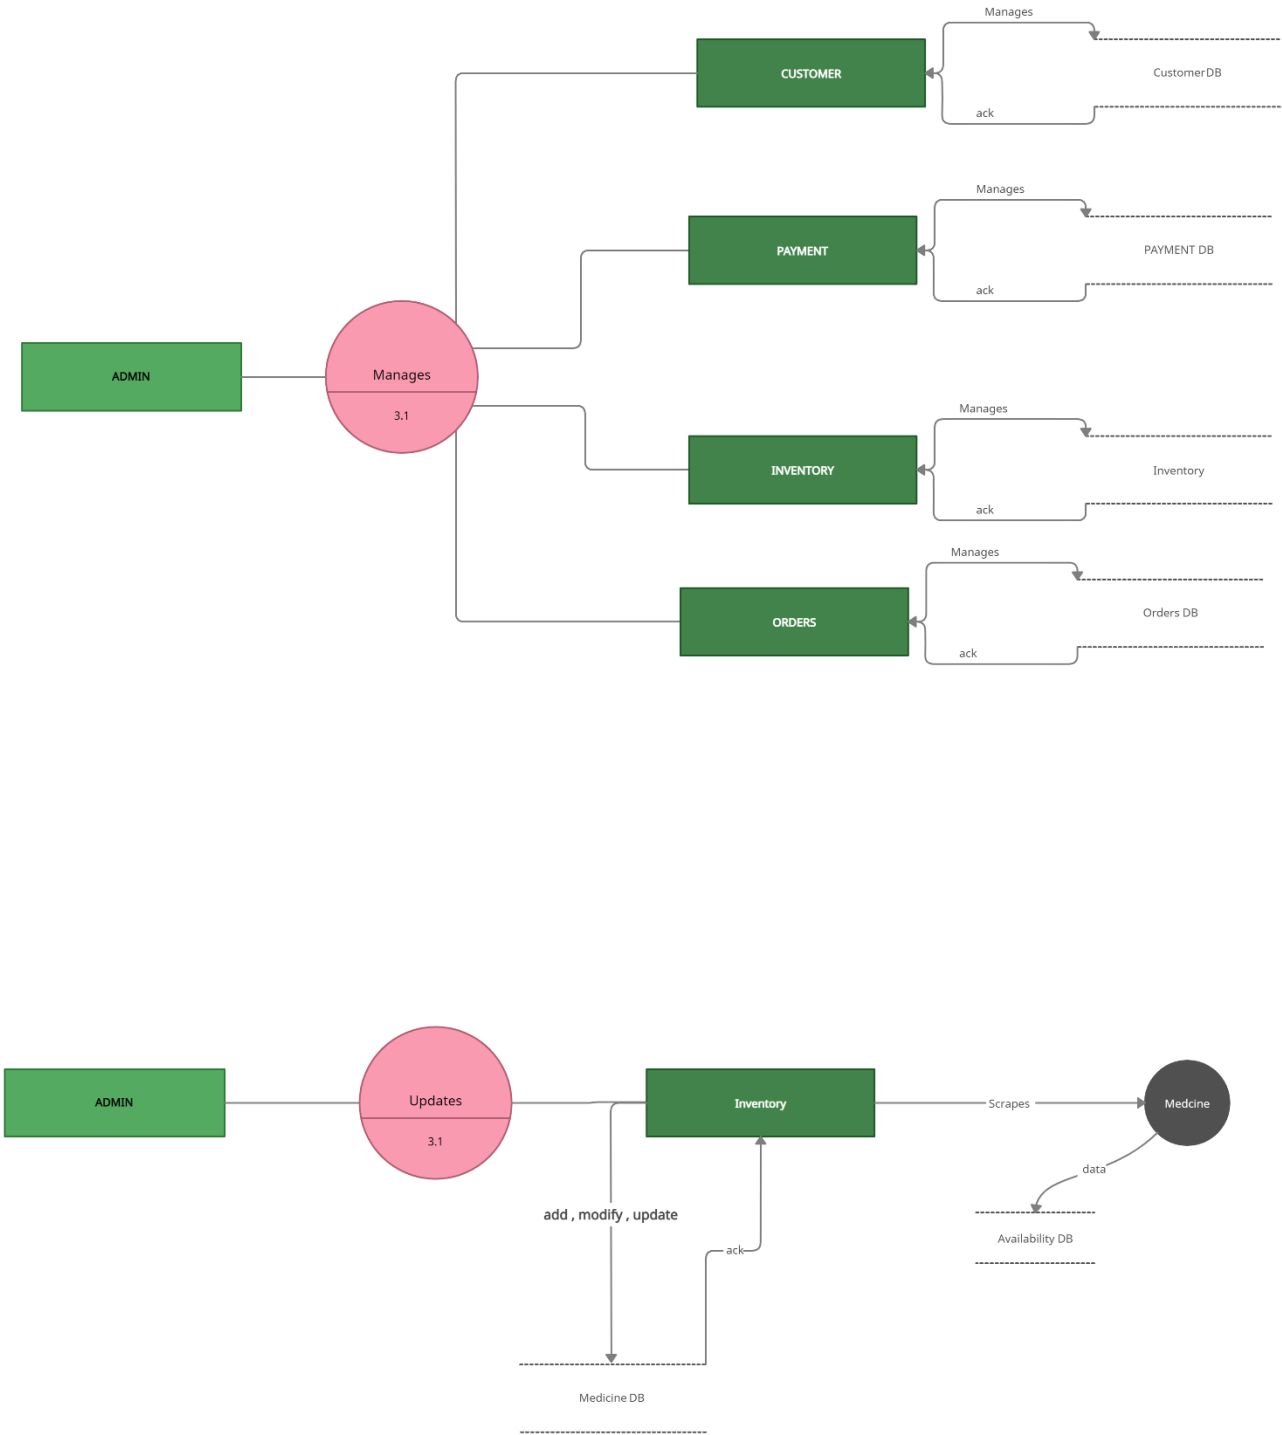 Manages
CUSTOMER
CustomerDB
ack
Manages
PAYMENT
PAYMENT DB
ack
ADMIN
Manages
3.1
Manages
INVENTORY
Inventory
ack
Manages
ORDERS
Orders DB
ack
ADMIN
Updates
3.1
Inventory
Scrapes
Medcine
data
add , modify , update
Availability DB
ack
Medicine DB